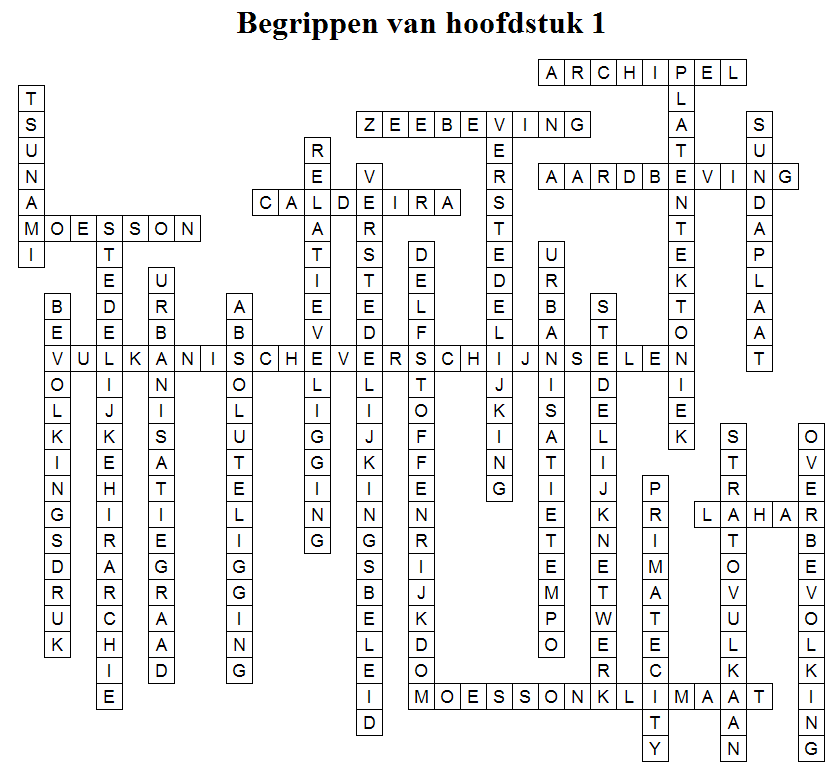 Begrippen van hoofdstuk 1
ARCHIPEL
PLATENTEKTONIEK
TSUNAMI
ZEEBEVING
VERSTEDELIJKING
SUNDAPLAAT
RELATIEVELIGGING
VERSTEDELIJKINGSBELEID
AARDBEVING
CALDEIRA
MOESSON
STEDELIJKEHIRARCHIE
DELFSTOFFENRIJKDOM
URBANISATIETEMPO
URBANISATIEGRAAD
BEVOLKINGSDRUK
ABSOLUTELIGGING
STEDELIJKNETWERK
VULKANISCHEVERSCHIJNSELEN
STRATOVULKAAN
OVERBEVOLKING
PRIMATECITY
LAHAR
MOESSONKLIMAAT